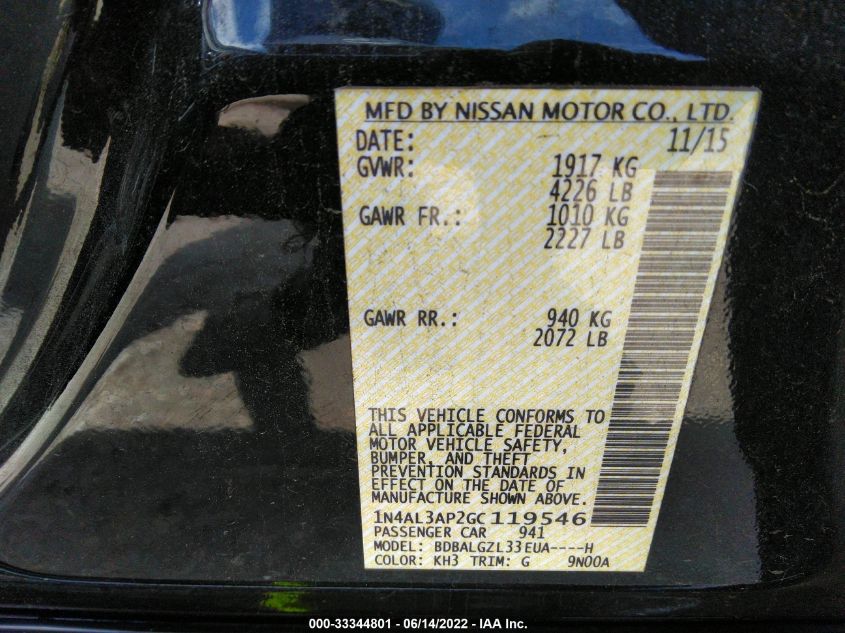 MFD BY NISSAN MOTOR CO., LTD.
DATE: 11/15
GVWR: 1917 KG
4226 LB
GAWR FR.: 1010 KG
2227 LB
GAWR RR.: 940 KG
2072 LB
THIS VEHICLE CONFORMS TO
ALL APPLICABLE FEDERAL
MOTOR VEHICLE SAFETY,
BUMPER, AND THEFT
PREVENTION STANDARDS IN
EFFECT ON THE DATE OF
MANUFACTURE SHOWN ABOVE.
1N4AL3AP2GC119546
PASSENGER CAR 941
MODEL: BDBALGZL33EUA----H
COLOR: KH3 TRIM: G 9N00A
000-33344801 - 06/14/2022 - IAA Inc.